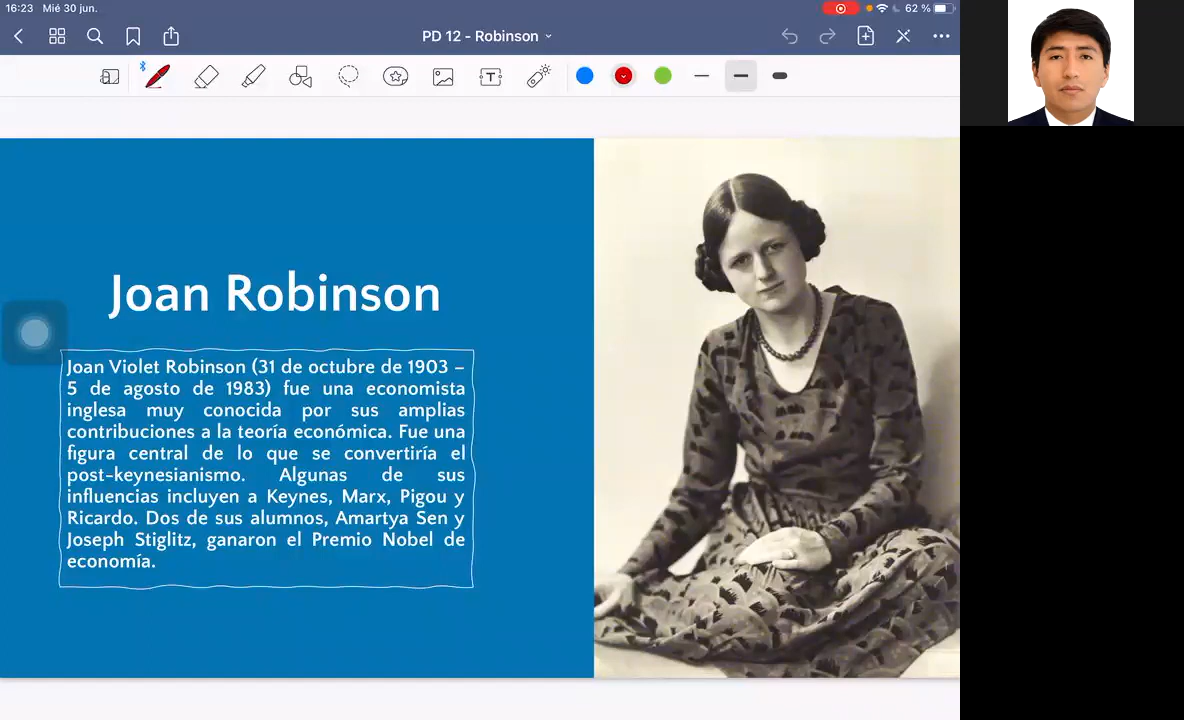 16:23 Mié 30 jun.
62 %
PD 12 - Robinson
T
Joan Robinson
Joan Violet Robinson (31 de octubre de 1903 –
5 de agosto de 1983) fue una economista
inglesa muy conocida por sus amplias
contribuciones a la teoría económica. Fue una
figura central de lo que se convertiría el
post-keynesianismo. Algunas de sus
influencias incluyen a Keynes, Marx, Pigou y
Ricardo. Dos de sus alumnos, Amartya Sen y
Joseph Stiglitz, ganaron el Premio Nobel de
economía.